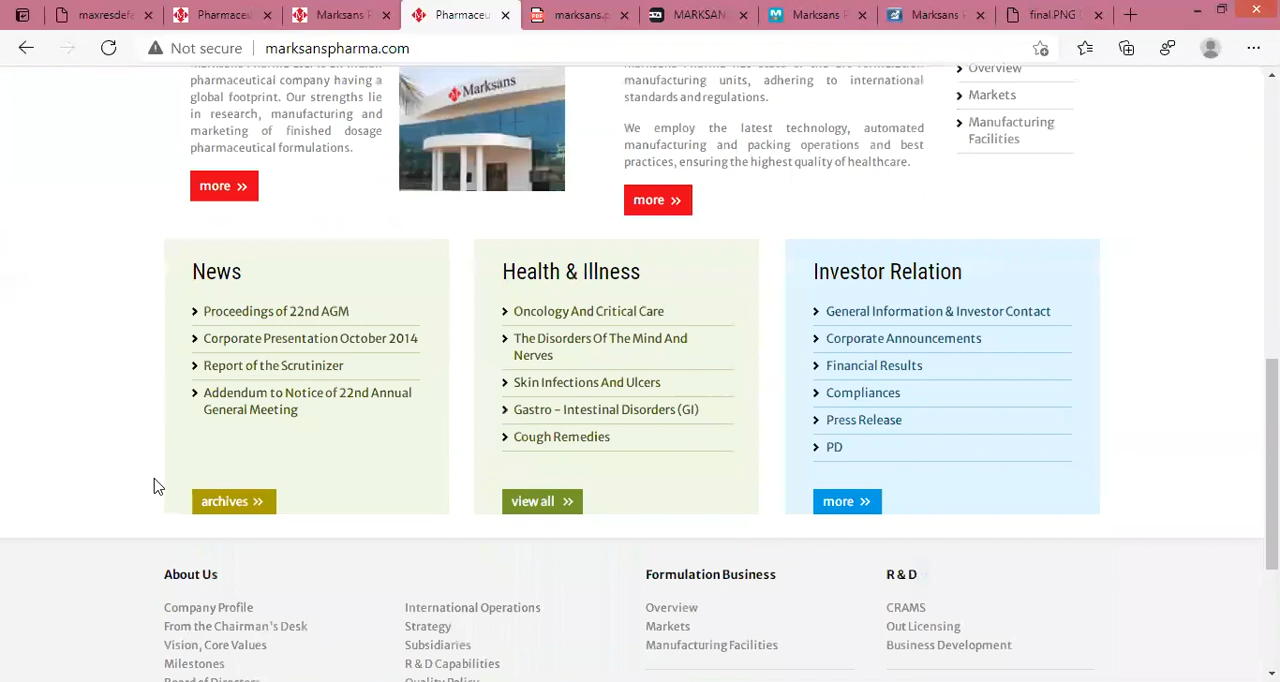 maxresdefa
Pharmaceu
Marksans P
Pharmaceu
marksans.p
MARKSAN
Marksans P
Marksans P
final.PNG
Not secure
marksanspharma.com
pharmaceutical company having a
global footprint. Our strengths lie
in research, manufacturing and
marketing of finished dosage
pharmaceutical formulations.
more »
Marksans
manufacturing units, adhering to international
standards and regulations.
We employ the latest technology, automated
manufacturing and packing operations and best
practices, ensuring the highest quality of healthcare.
more »
Overview
Markets
Manufacturing
Facilities
News
Proceedings of 22nd AGM
Corporate Presentation October 2014
Report of the Scrutinizer
Addendum to Notice of 22nd Annual
General Meeting
archives »
Health & Illness
Oncology And Critical Care
The Disorders Of The Mind And
Nerves
Skin Infections And Ulcers
Gastro – Intestinal Disorders (GI)
Cough Remedies
view all »
Investor Relation
General Information & Investor Contact
Corporate Announcements
Financial Results
Compliances
Press Release
PD
more »
About Us
Company Profile
From the Chairman's Desk
Vision, Core Values
Milestones
Board of Directors
International Operations
Strategy
Subsidiaries
R & D Capabilities
Quality Policy
Formulation Business
Overview
Markets
Manufacturing Facilities
R & D
CRAMS
Out Licensing
Business Development